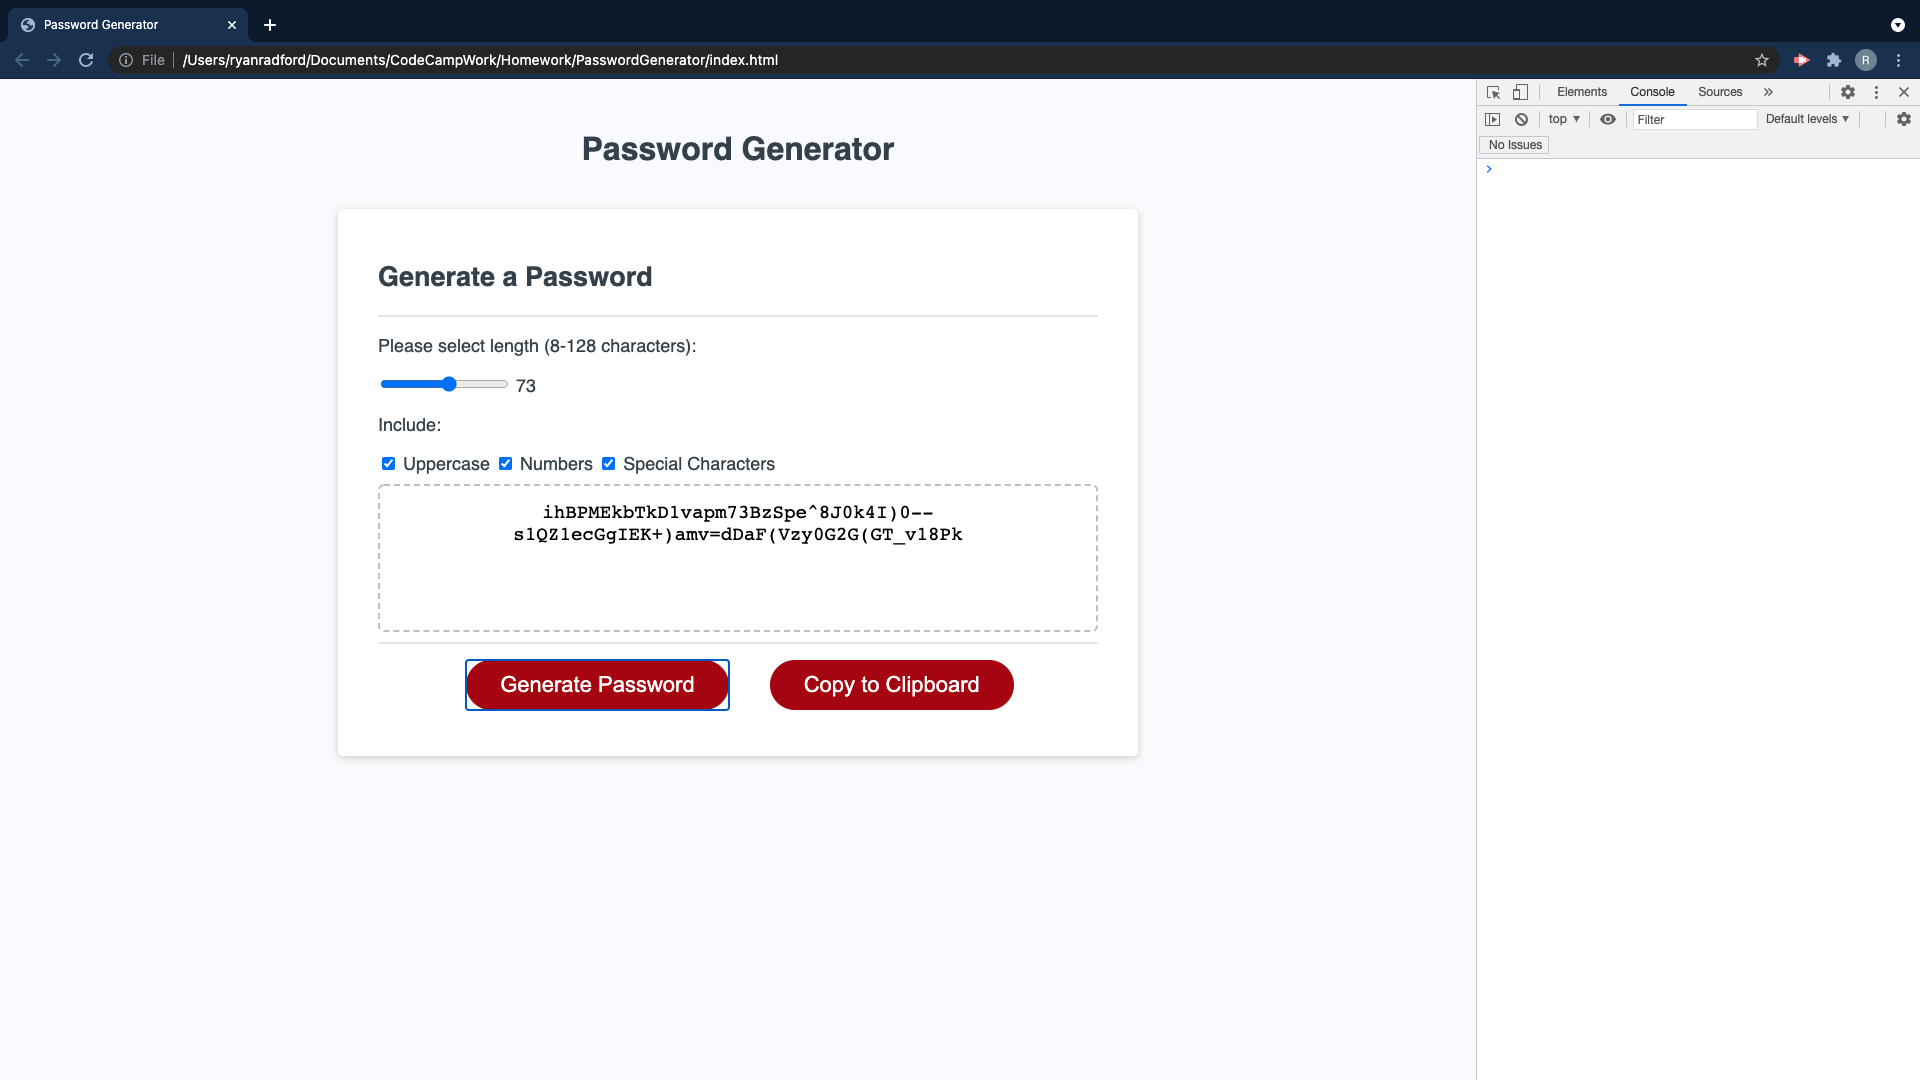 Password Generator
File
/Users/ryanradford/Documents/CodeCampWork/Homework/PasswordGenerator/index.html
R
Elements Console Sources
top Filter Default levels
No Issues
Password Generator
Generate a Password
Please select length (8-128 characters):
73
Include:
Uppercase Numbers Special Characters
ihBPMEkbTkD1vapm73BzSpe^8J0k4I)0--
s1QZ1ecGgIEK+)amv=dDaF(Vzy0G2G(GT_v18Pk
Generate Password Copy to Clipboard